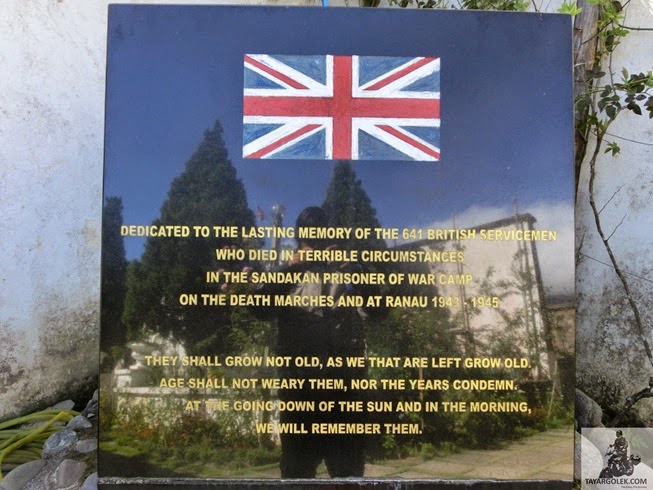 DEDICATED TO THE LASTING MEMORY OF THE 641 BRITISH SERVICEMEN
WHO DIED IN TERRIBLE CIRCUMSTANCES
IN THE SANDAKAN PRISONER OF WAR CAMP
ON THE DEATH MARCHES AND AT RANAU 1943 - 1945
THEY SHALL GROW NOT OLD, AS WE THAT ARE LEFT GROW OLD.
AGE SHALL NOT WEARY THEM, NOR THE YEARS CONDEMN.
AT THE GOING DOWN OF THE SUN AND IN THE MORNING,
WE WILL REMEMBER THEM.
TAYARGOLEK.COM